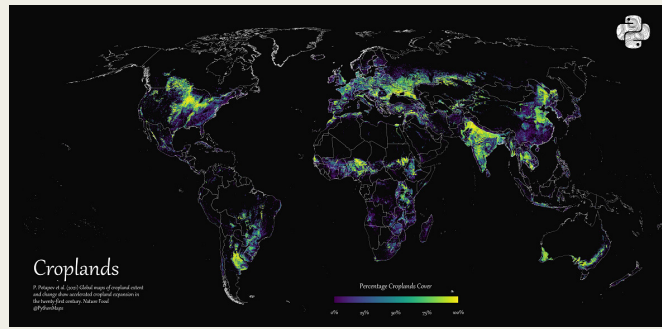 Croplands
P. Potapov et al. (2021) Global maps of cropland extent
and change show accelerated cropland expansion in
the twenty-first century. Nature Food
@PythonMaps
Percentage Croplands Cover
0% 25% 50% 75% 100%